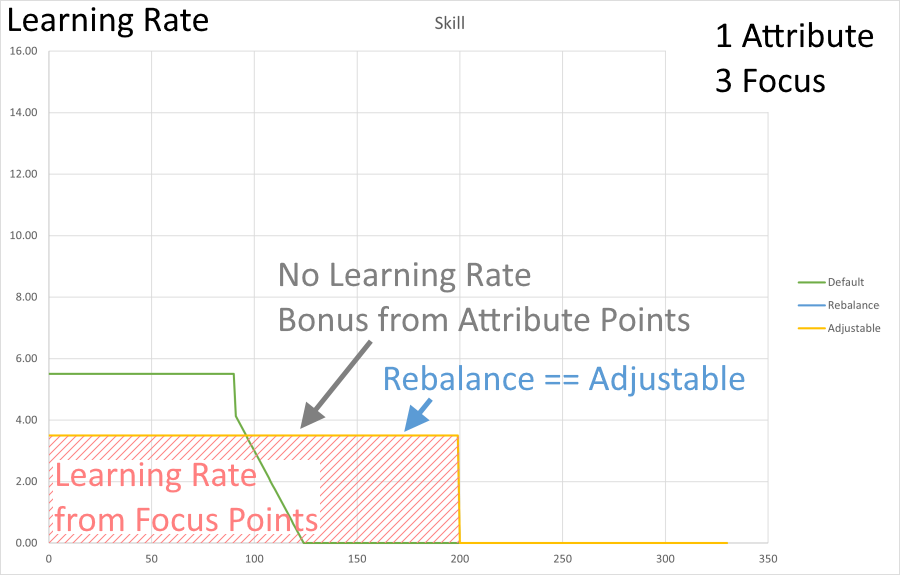 Learning Rate
Skill
1 Attribute
3 Focus
16.00
14.00
12.00
10.00
8.00
6.00
4.00
2.00
0.00
No Learning Rate
Bonus from Attribute Points
Rebalance == Adjustable
Learning Rate
from Focus Points
Default
Rebalance
Adjustable
0 50 100 150 200 250 300 350